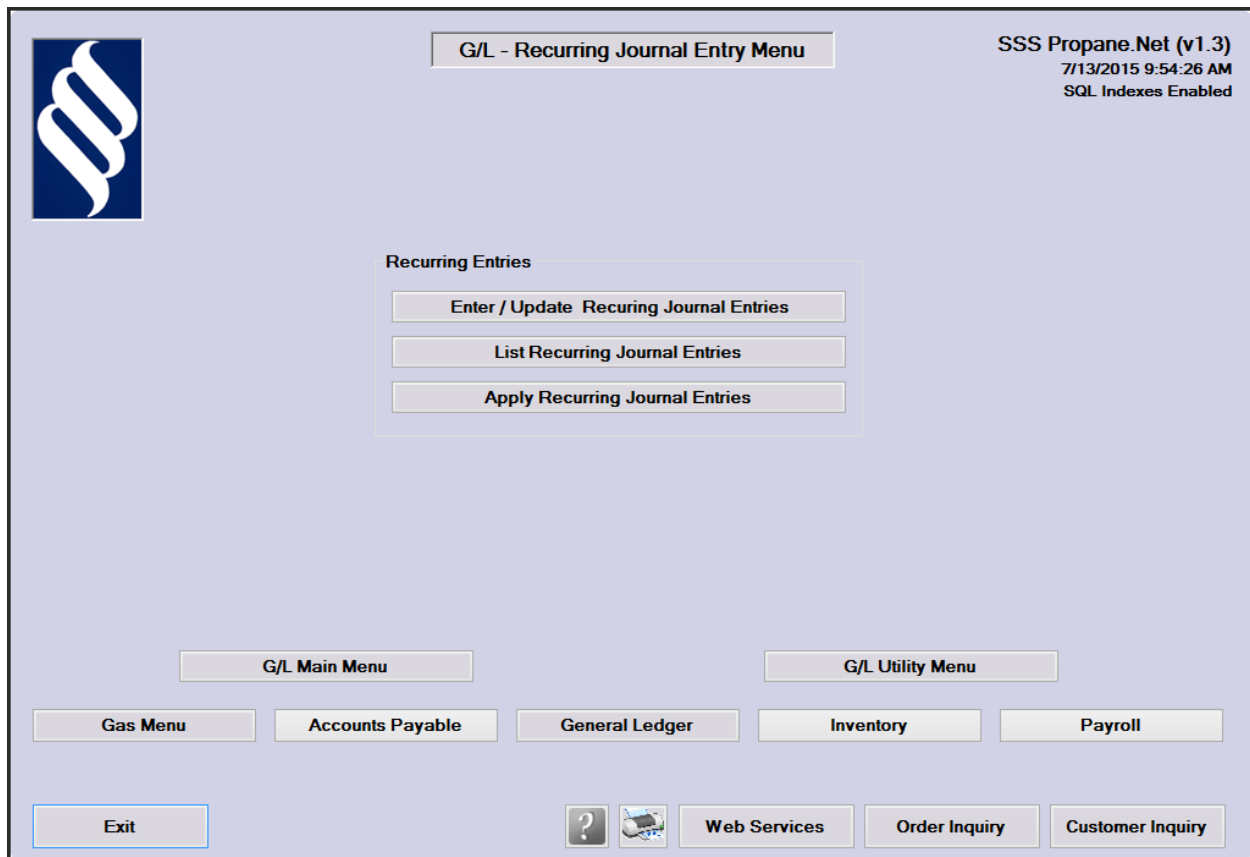 G/L - Recurring Journal Entry Menu
SSS Propane.Net (v1.3)
7/13/2015 9:54:26 AM
SQL Indexes Enabled
Recurring Entries
Enter / Update  Recuring Journal Entries
List Recurring Journal Entries
Apply Recurring Journal Entries
G/L Main Menu
G/L Utility Menu
Gas Menu
Accounts Payable
General Ledger
Inventory
Payroll
Exit
?
Web Services
Order Inquiry
Customer Inquiry